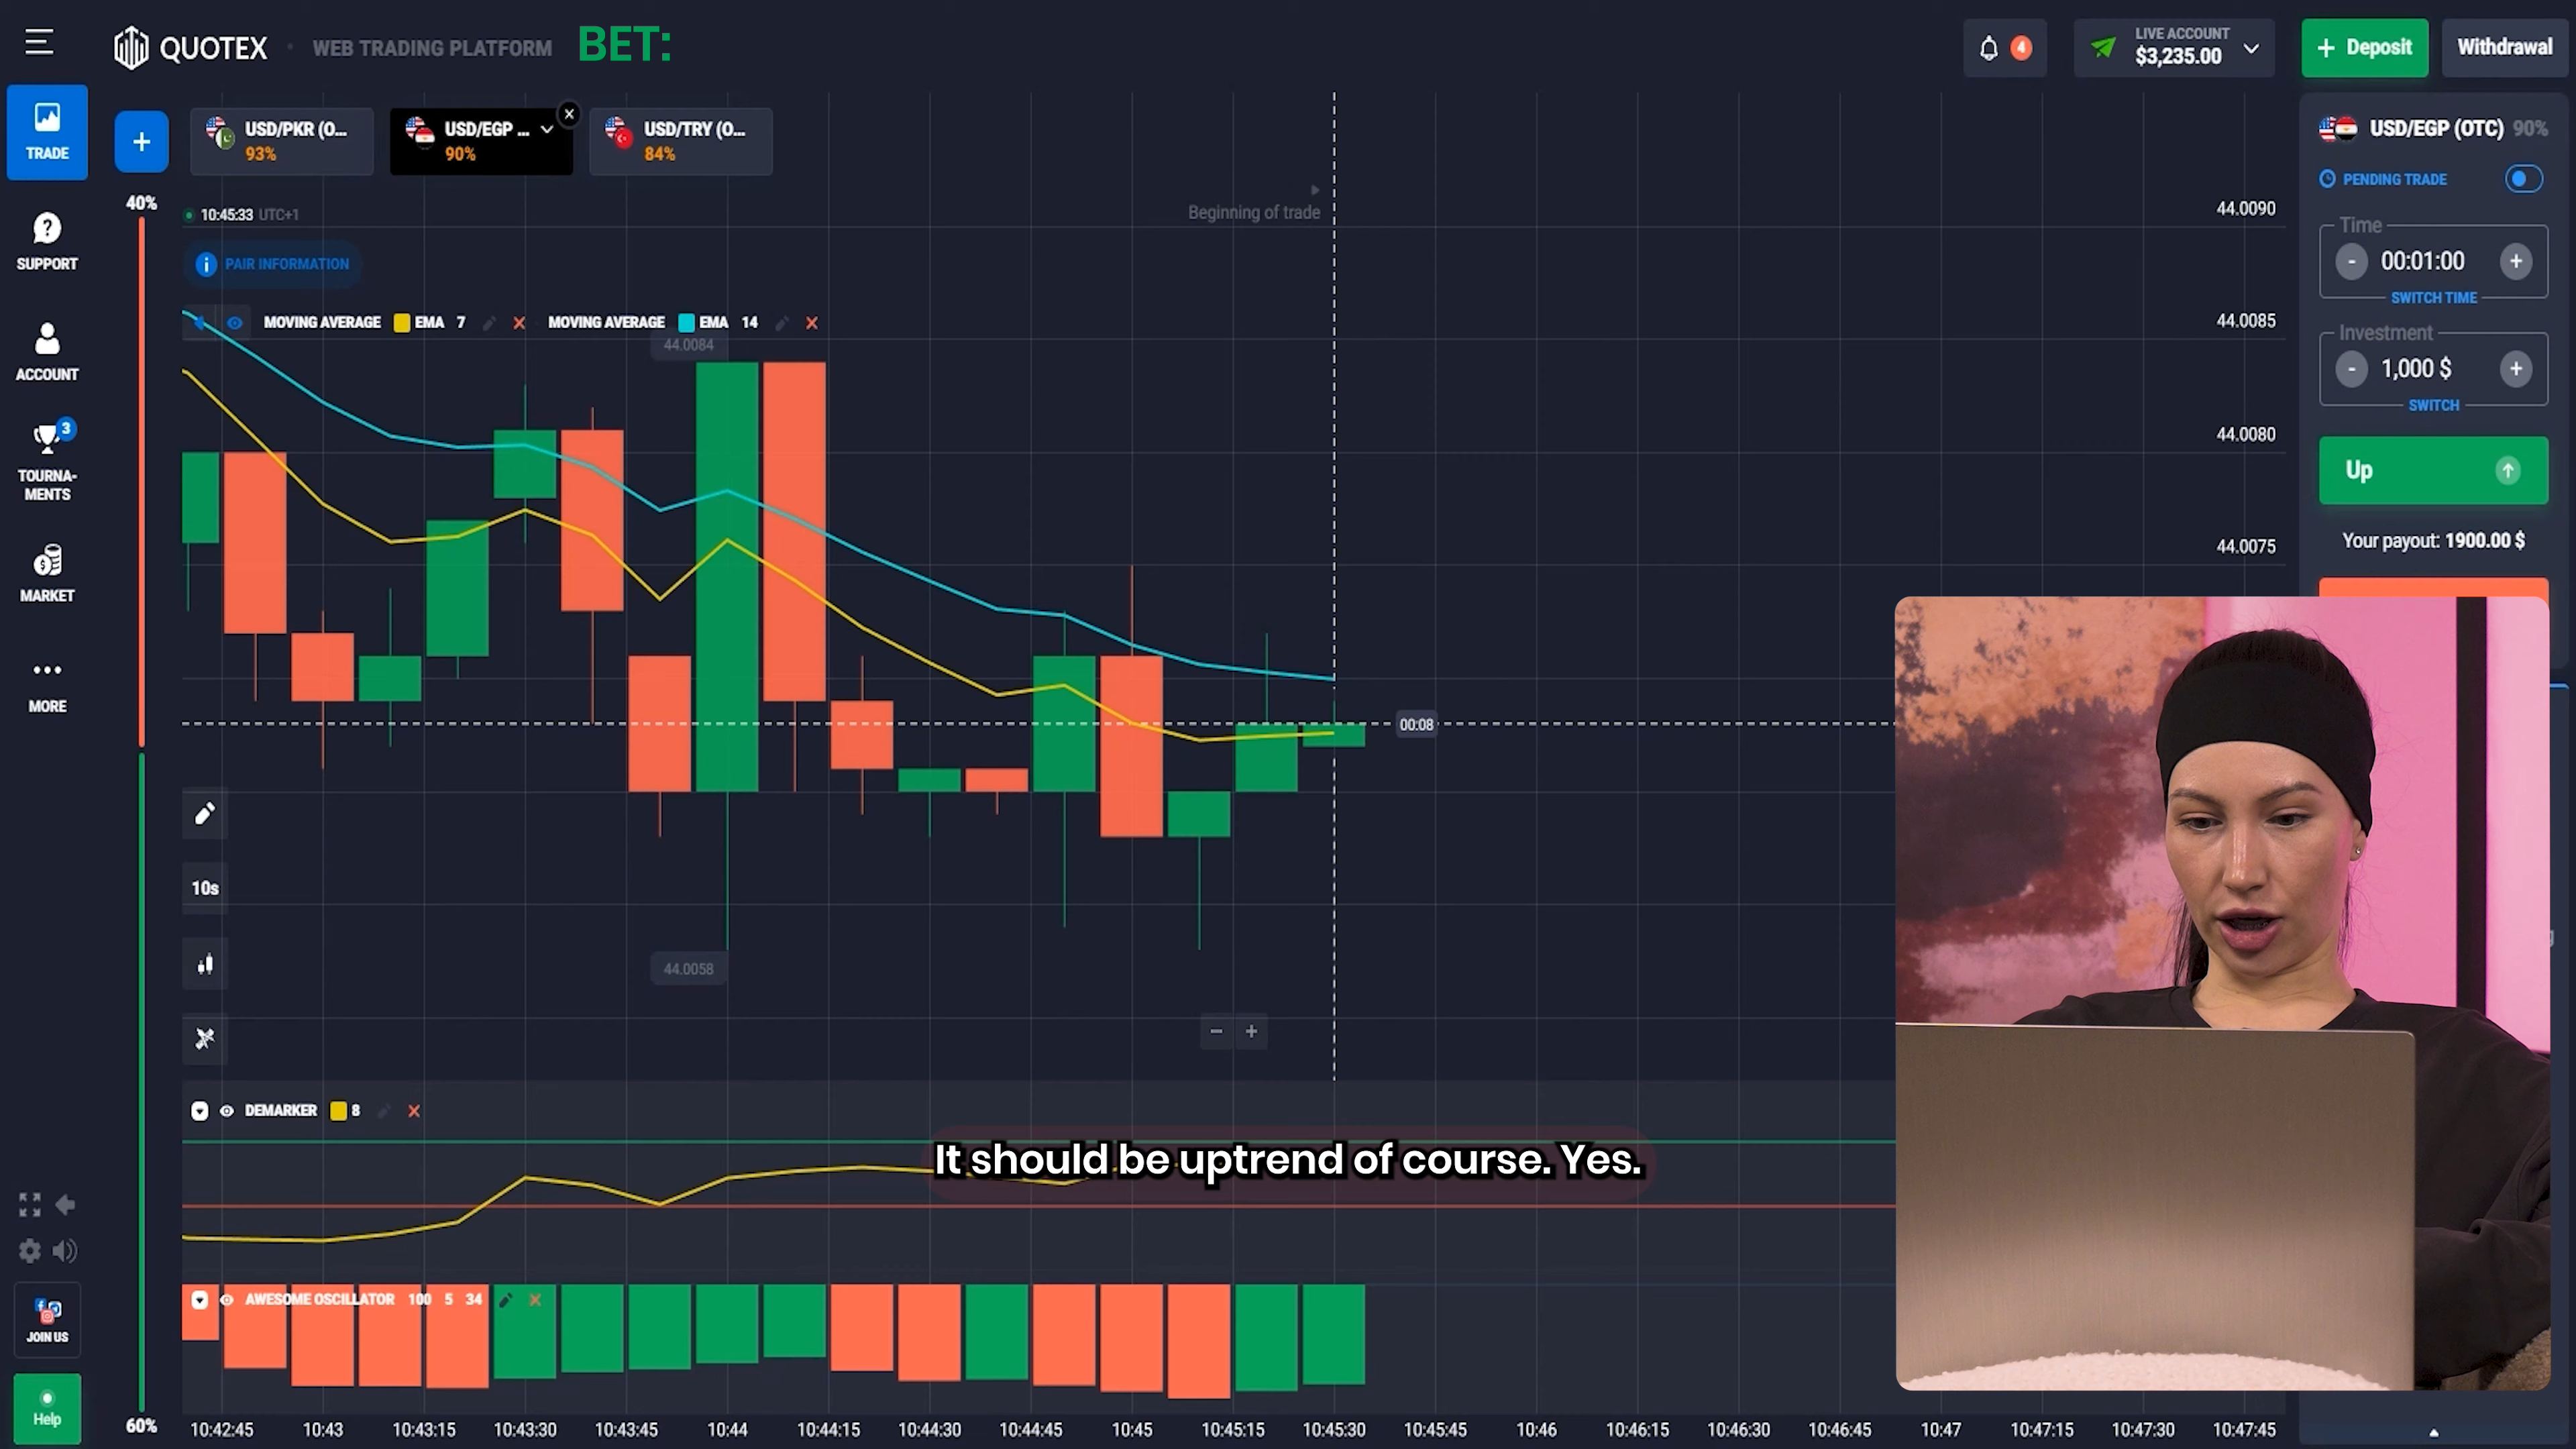 QUOTEX
WEB TRADING PLATFORM
BET:
4
LIVE ACCOUNT
$3,235.00
+ Deposit
Withdrawal
TRADE
SUPPORT
ACCOUNT
3
TOURNA-
MENTS
MARKET
MORE
JOIN US
Help
+
USD/PKR (O...
93%
USD/EGP ...
90%
USD/TRY (O...
84%
40%
60%
10:45:33 UTC+1
PAIR INFORMATION
Beginning of trade
MOVING AVERAGE EMA 7
MOVING AVERAGE EMA 14
44.0084
44.0058
44.0090
44.0085
44.0080
44.0075
00:08
10s
- +
DEMARKER 8
It should be uptrend of course. Yes.
AWESOME OSCILLATOR 100 5 34
10:42:45 10:43 10:43:15 10:43:30 10:43:45 10:44 10:44:15 10:44:30 10:44:45 10:45 10:45:15 10:45:30 10:45:45 10:46 10:46:15 10:46:30 10:46:45 10:47 10:47:15 10:47:30 10:47:45
USD/EGP (OTC) 90%
PENDING TRADE
Time
- 00:01:00 +
SWITCH TIME
Investment
- 1,000 $ +
SWITCH
Up
Your payout: 1900.00 $